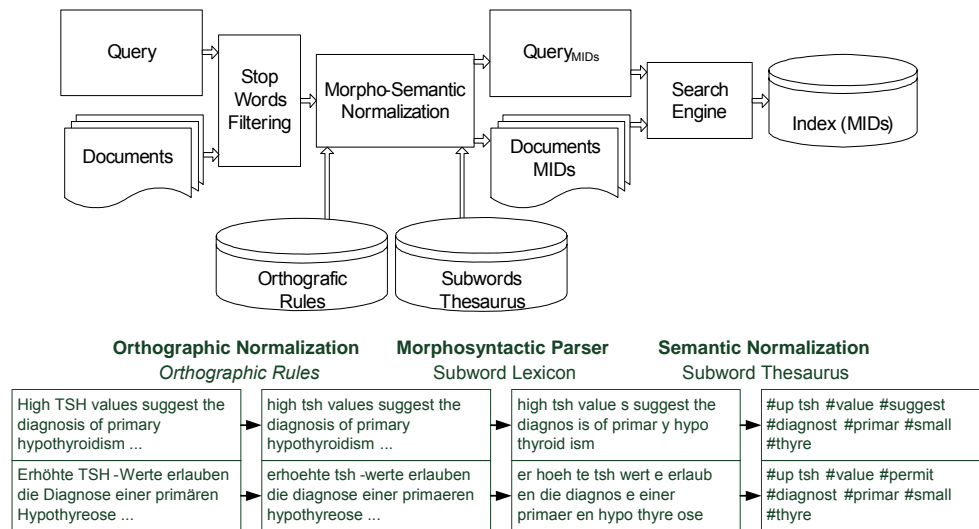 Query
Stop
Words
Filtering
Morpho-Semantic
Normalization
QueryMIDs
Search
Engine
Index (MIDs)
Documents
Documents
MIDs
Orthografic
Rules
Subwords
Thesaurus
Orthographic Normalization
Orthographic Rules
Morphosyntactic Parser
Subword Lexicon
Semantic Normalization
Subword Thesaurus
High TSH values suggest the
diagnosis of primary
hypothyroidism ...
high tsh values suggest the
diagnosis of primary
hypothyroidism ...
high tsh value s suggest the
diagnos is of primar y hypo
thyroid ism
#up tsh #value #suggest
#diagnost #primar #small
#thyre
Erhöhte TSH -Werte erlauben
die Diagnose einer primären
Hypothyreose ...
erhoehte tsh -werte erlauben
die diagnose einer primaeren
hypothyreose ...
er hoeh te tsh wert e erlaub
en die diagnos e einer
primaer en hypo thyre ose
#up tsh #value #permit
#diagnost #primar #small
#thyre